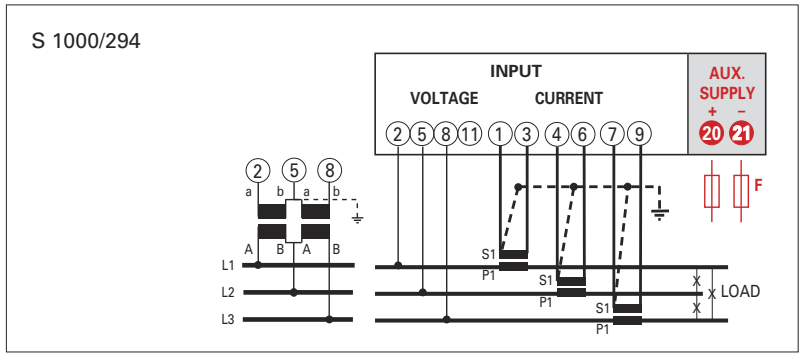 S 1000/294
INPUT
AUX.
SUPPLY
VOLTAGE CURRENT
+ –
2 5 8 11 1 3 4 6 7 9 20 21
F
2 5 8
a b a b
A B A B
L1
L2
L3
S1
P1
S1
P1
S1
P1
X
X LOAD
X